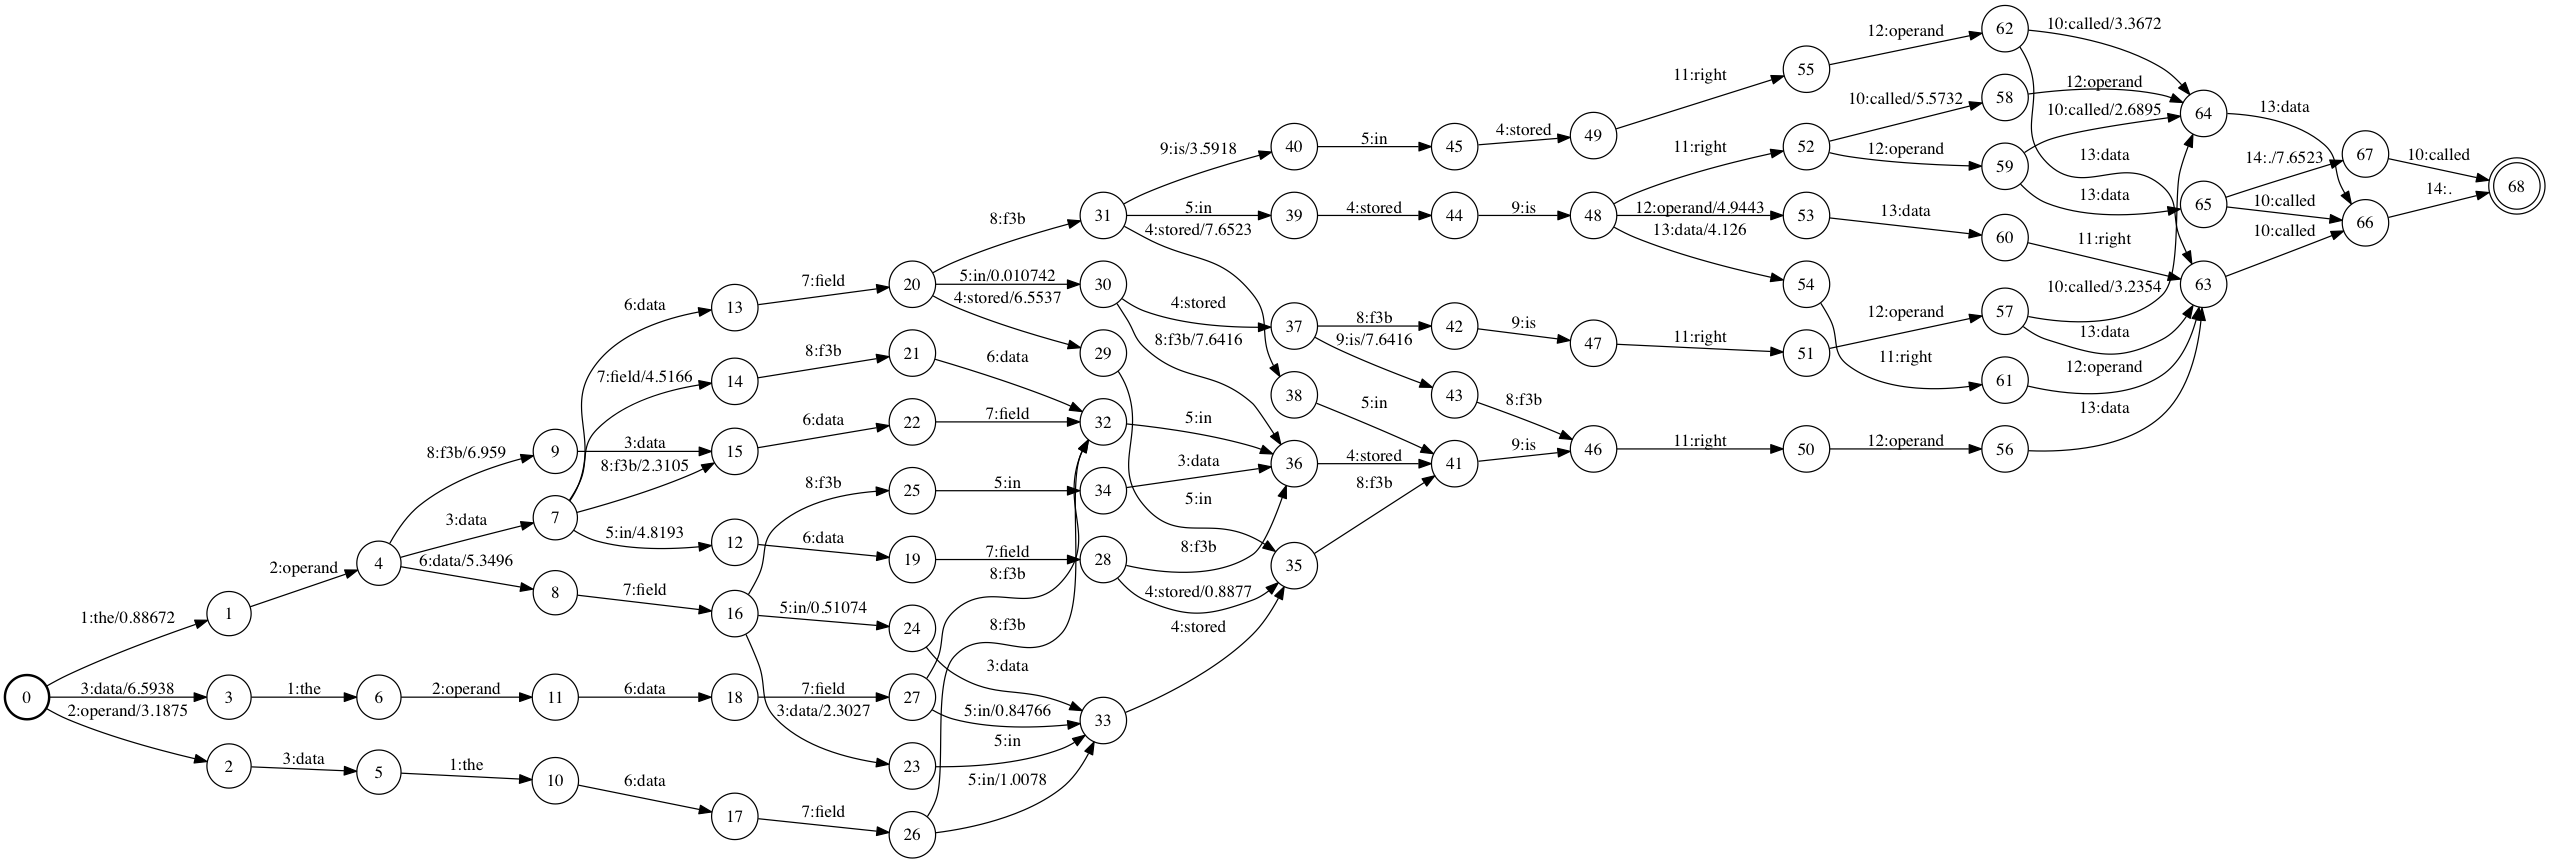 62
10:called/3.3672
12:operand
55
11:right
10:called/5.5732
58
12:operand
10:called/2.6895
64
13:data
49
4:stored
45
5:in
40
9:is/3.5918
11:right
52
12:operand
59
13:data
13:data
14:./7.6523
67
10:called
68
14:.
65
10:called
66
10:called
31
8:f3b
5:in
4:stored/7.6523
39
4:stored
44
9:is
48
12:operand/4.9443
13:data/4.126
53
13:data
60
11:right
63
10:called/3.2354
54
11:right
20
7:field
5:in/0.010742
4:stored/6.5537
30
4:stored
8:f3b/7.6416
37
8:f3b
9:is/7.6416
42
9:is
47
11:right
51
12:operand
57
13:data
61
12:operand
13:data
13
6:data
29
21
8:f3b
6:data
14
7:field/4.5166
38
5:in
43
8:f3b
22
6:data
7:field
32
5:in
9
8:f3b/6.959
3:data
8:f3b/2.3105
15
36
4:stored
41
9:is
46
11:right
50
12:operand
56
25
8:f3b
5:in
34
3:data
5:in
8:f3b
7
3:data
5:in/4.8193
12
6:data
19
7:field
8:f3b
28
8:f3b
4:stored/0.8877
35
4
2:operand
6:data/5.3496
8
7:field
16
5:in/0.51074
24
3:data
8:f3b
4:stored
1
1:the/0.88672
0
3:data/6.5938
2:operand/3.1875
3
1:the
6
2:operand
11
6:data
18
7:field
3:data/2.3027
27
5:in/0.84766
33
5:in
23
5:in/1.0078
2
3:data
5
1:the
10
6:data
17
7:field
26